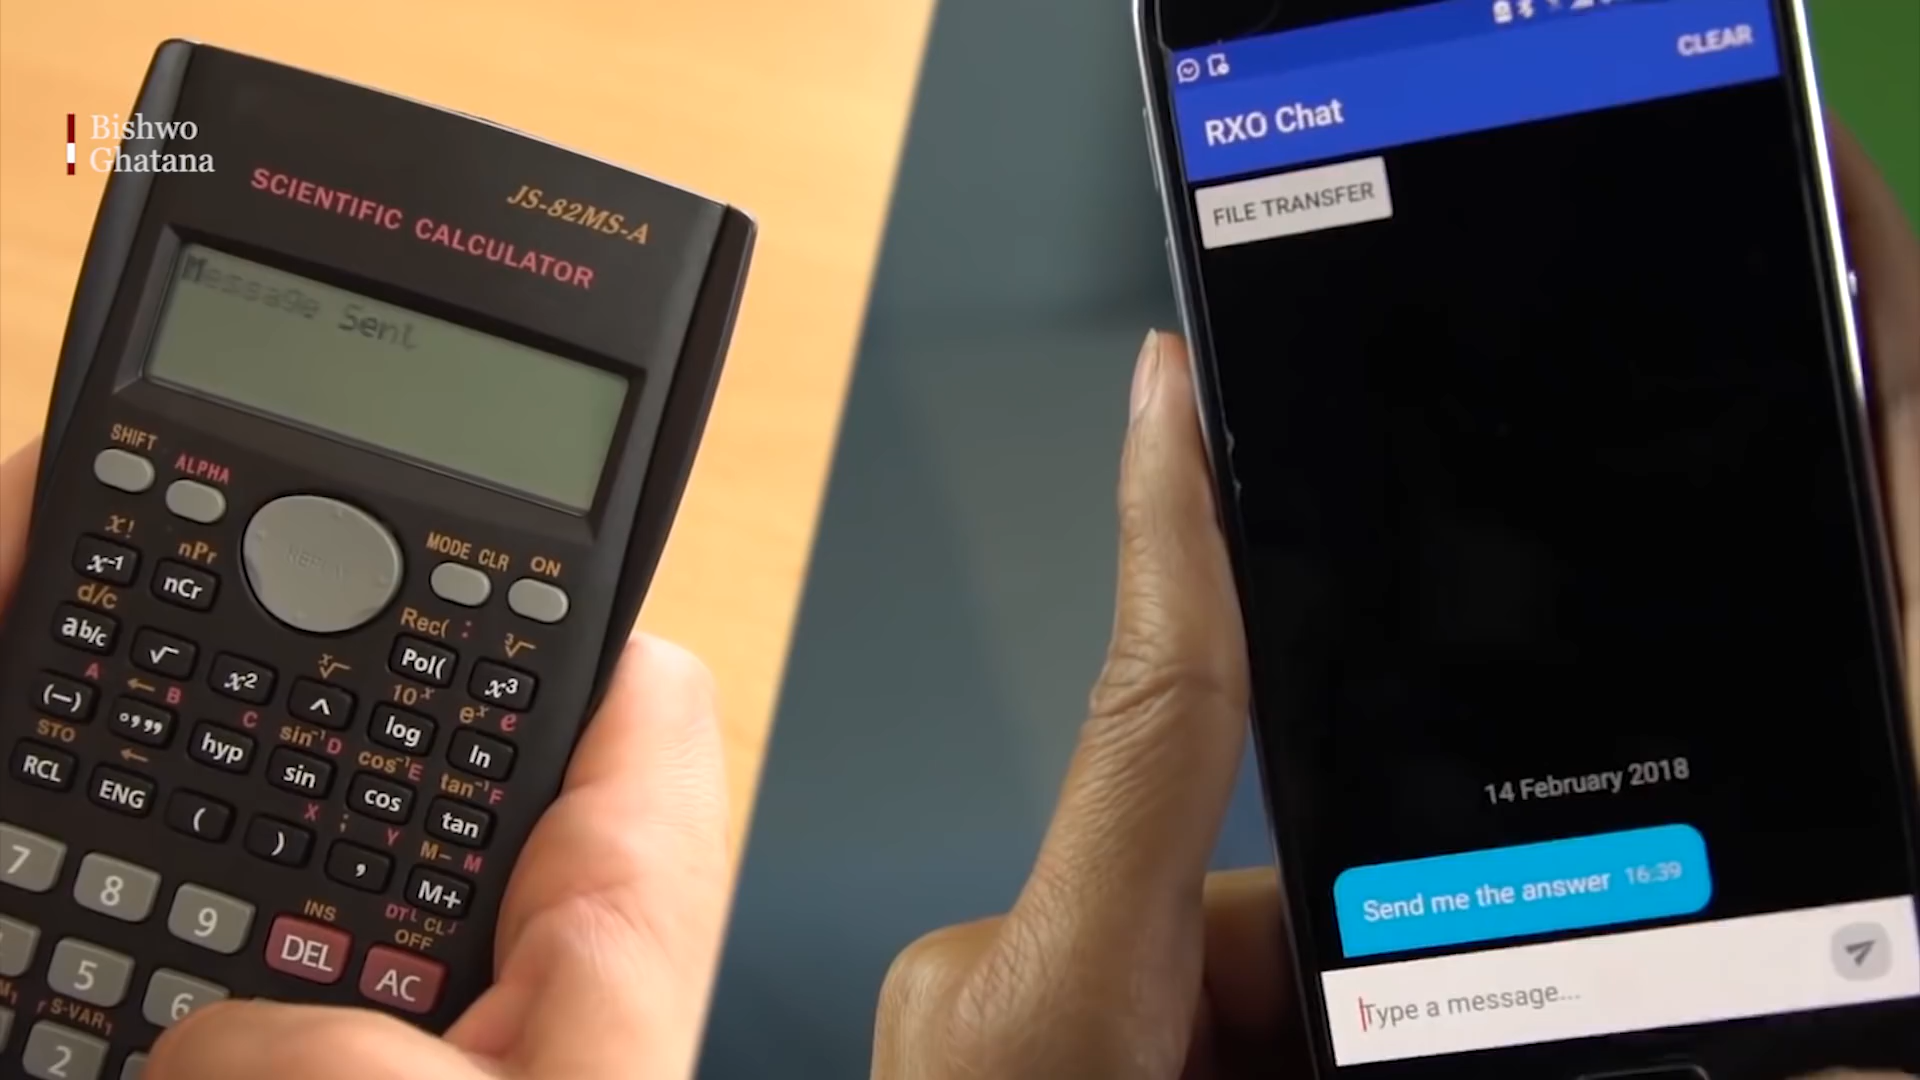 Bishwo
Ghatana
SCIENTIFIC CALCULATOR
JS-82MS-A
Message Sent
SHIFT
ALPHA
MODE CLR
ON
x!
nPr
x⁻¹
nCr
d/c
Rec( :
³√
ab/c
√
x²
ˣ√
^
Pol(
x³
A
← B
C
sin⁻¹ D
10ˣ
eˣ e
(−)
°,,,
hyp
sin
log
ln
STO
←
cos⁻¹ E
tan⁻¹ F
RCL
ENG
(
)
cos
tan
X
; Y
M− M
,
M+
7
8
9
INS
DEL
OFF
AC
5
6
S-VAR
2
CLEAR
RXO Chat
FILE TRANSFER
14 February 2018
Send me the answer 16:39
Type a message...